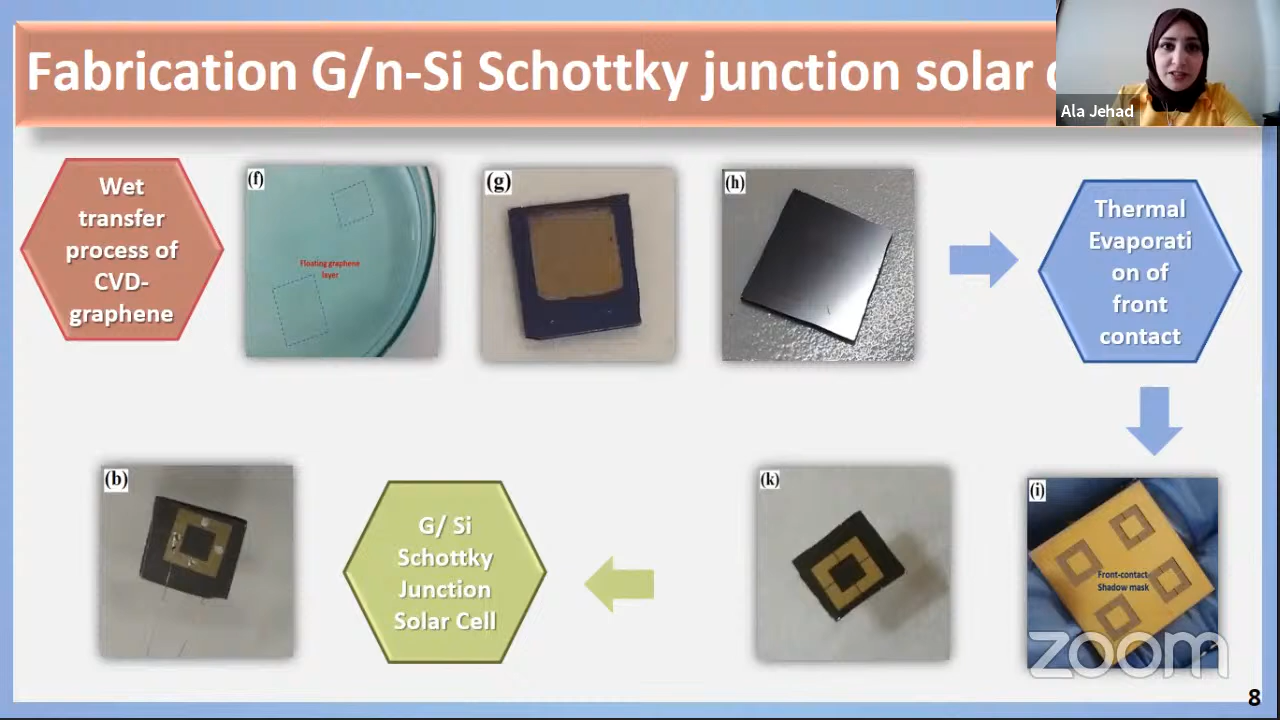 Fabrication G/n-Si Schottky junction solar
Ala Jehad
Wet
transfer
process of
CVD-
graphene
(f)
Floating graphene
layer
(g)
(h)
Thermal
Evaporati
on of
front
contact
(b)
G/ Si
Schottky
Junction
Solar Cell
(k)
(i)
Front-contact
Shadow mask
zoom
8